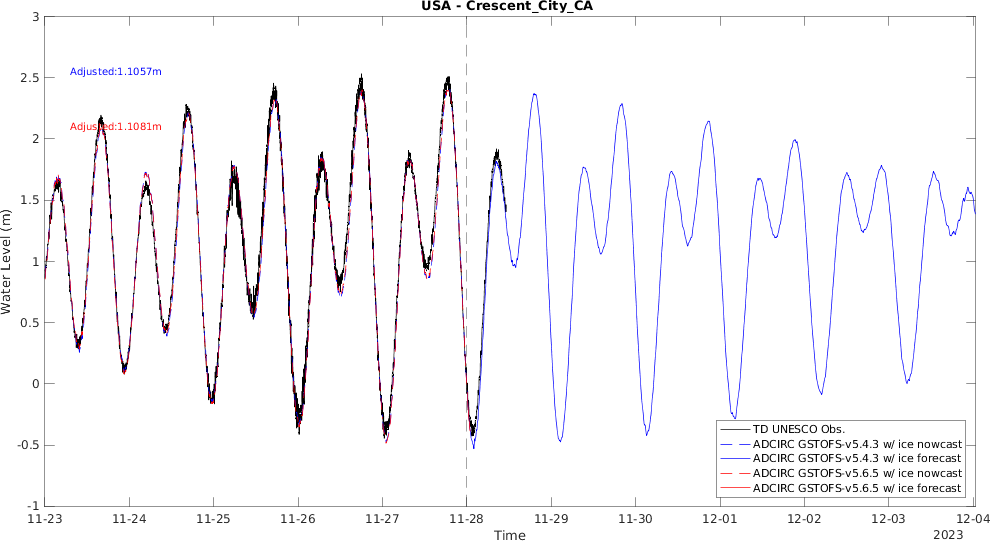 USA - Crescent_City_CA
3
2.5
2
1.5
1
0.5
0
-0.5
-1
Water Level (m)
Adjusted:1.1057m
Adjusted:1.1081m
TD UNESCO Obs.
ADCIRC GSTOFS-v5.4.3 w/ ice nowcast
ADCIRC GSTOFS-v5.4.3 w/ ice forecast
ADCIRC GSTOFS-v5.6.5 w/ ice nowcast
ADCIRC GSTOFS-v5.6.5 w/ ice forecast
11-23 11-24 11-25 11-26 11-27 11-28 11-29 11-30 12-01 12-02 12-03 12-04
Time
2023